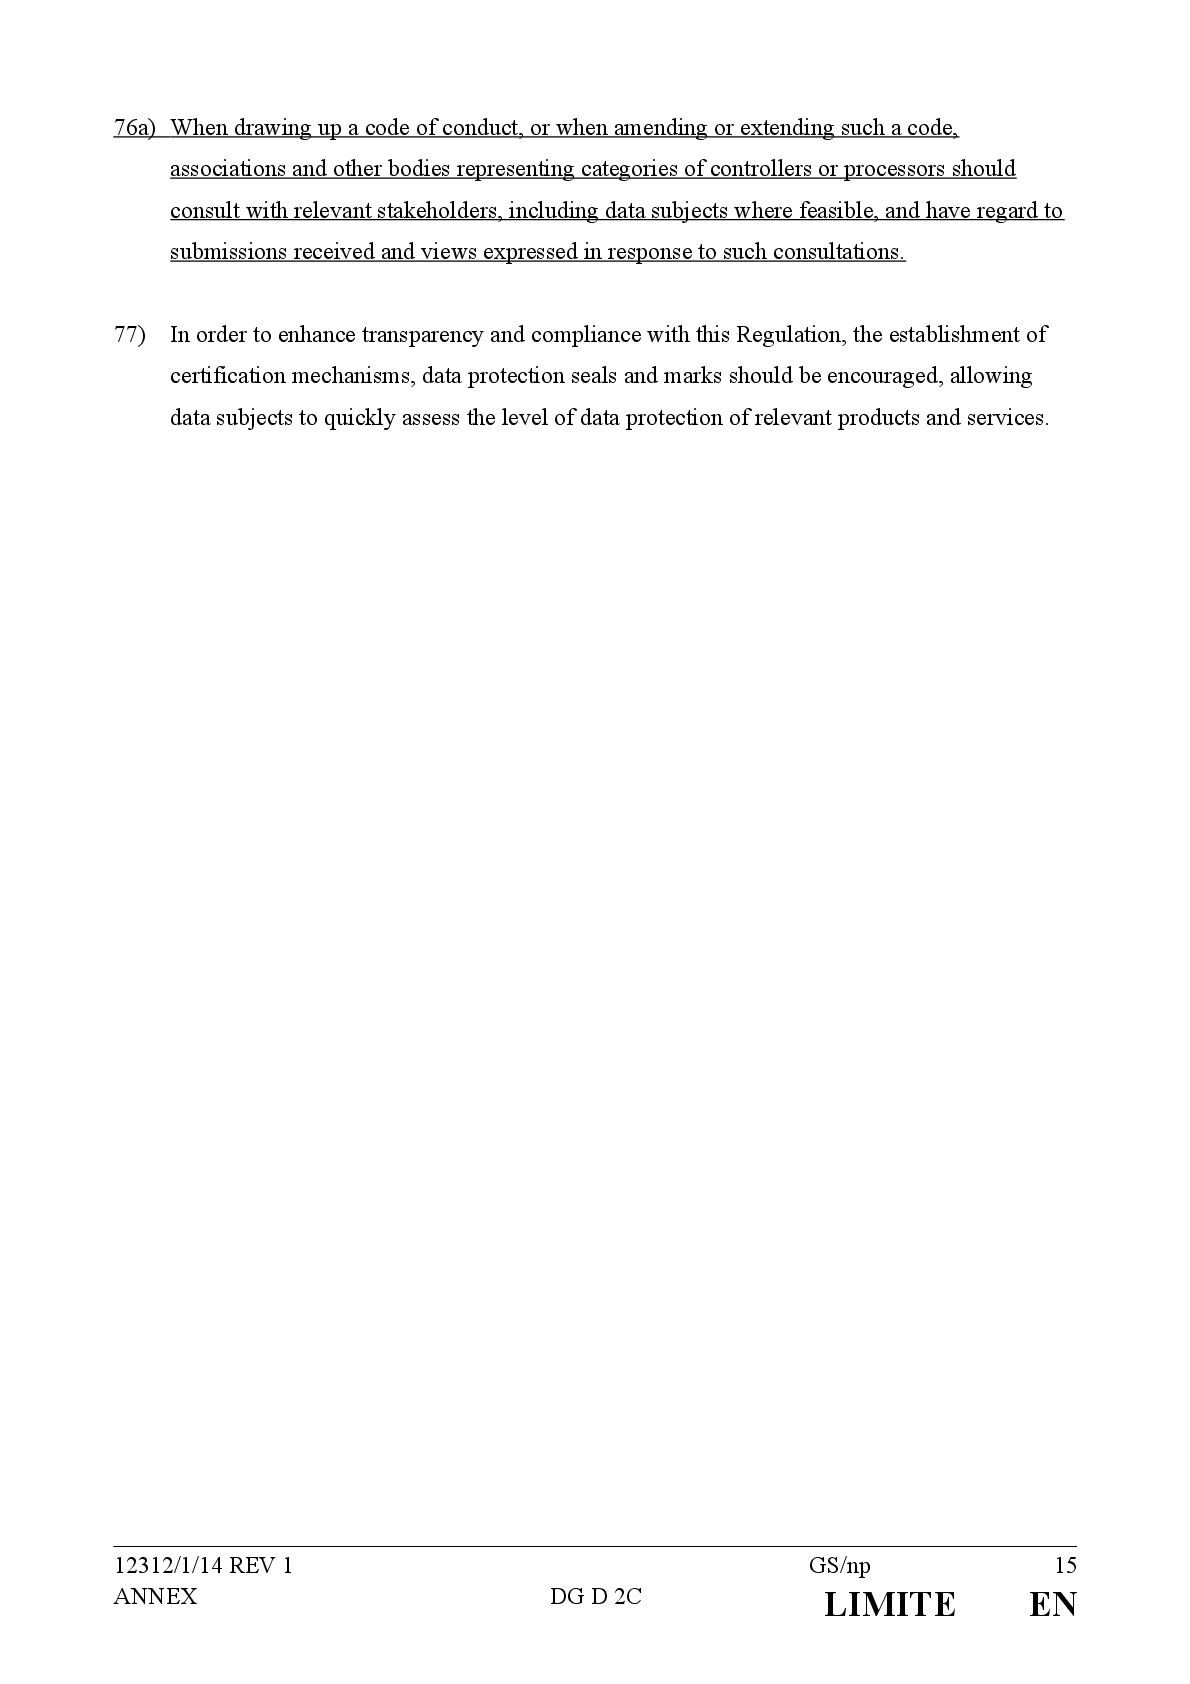 76a) When drawing up a code of conduct, or when amending or extending such a code,
associations and other bodies representing categories of controllers or processors should
consult with relevant stakeholders, including data subjects where feasible, and have regard to
submissions received and views expressed in response to such consultations.
77) In order to enhance transparency and compliance with this Regulation, the establishment of
certification mechanisms, data protection seals and marks should be encouraged, allowing
data subjects to quickly assess the level of data protection of relevant products and services.
12312/1/14 REV 1 GS/np 15
ANNEX DG D 2C LIMITE EN